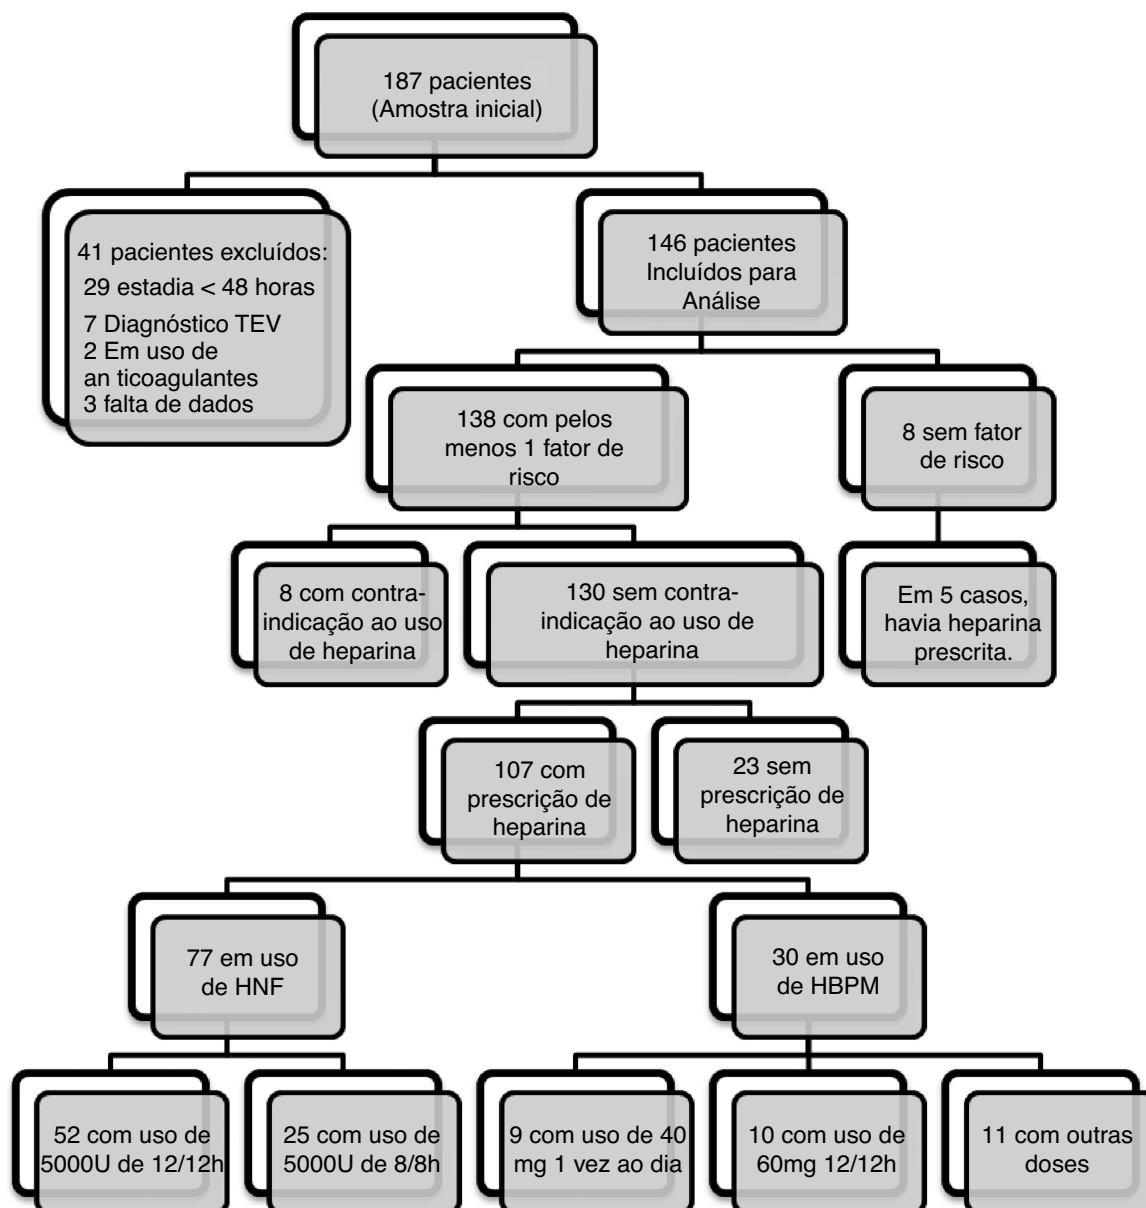 187 pacientes
(Amostra inicial)
41 pacientes excluídos:
29 estadia < 48 horas
7 Diagnóstico TEV
2 Em uso de
an ticoagulantes
3 falta de dados
146 pacientes
Incluídos para
Análise
138 com pelos
menos 1 fator de
risco
8 sem fator
de risco
8 com contra-
indicação ao uso
de heparina
130 sem contra-
indicação ao uso de
heparina
Em 5 casos,
havia heparina
prescrita.
107 com
prescrição de
heparina
23 sem
prescrição de
heparina
77 em uso
de HNF
30 em uso
de HBPM
52 com uso de
5000U de 12/12h
25 com uso de
5000U de 8/8h
9 com uso de 40
mg 1 vez ao dia
10 com uso de
60mg 12/12h
11 com outras
doses